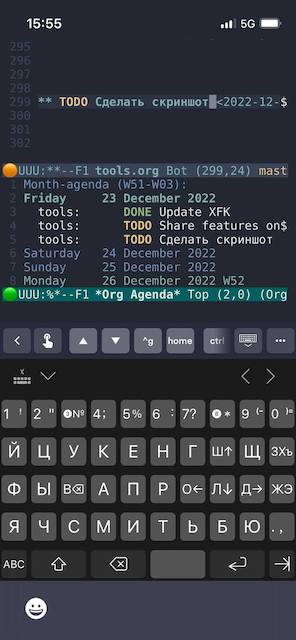 15:55 5G
295
296
297
298
299 ** TODO Сделать скриншот <2022-12-$
300
301
302
UUU:**--F1 tools.org Bot (299,24) mast
1 Month-agenda (W51-W03):
2 Friday 23 December 2022
3 tools: DONE Update XFK
4 tools: TODO Share features on$
5 tools: TODO Сделать скриншот
6 Saturday 24 December 2022
7 Sunday 25 December 2022
8 Monday 26 December 2022 W52
UUU:%*--F1 *Org Agenda* Top (2,0) (Org
^g home ctrl
1 ! 2 " 3 № 4 ; 5 % 6 : 7 ? 8 * 9 ( - 0 ) =
Й Ц У К Е Н Г Ш↑ Щ ЗХЪ
Ф Ы В⌫ А П Р О← Л↓ Д→ ЖЭ
Я Ч С М И Т Ь Б Ю . ,
ABC